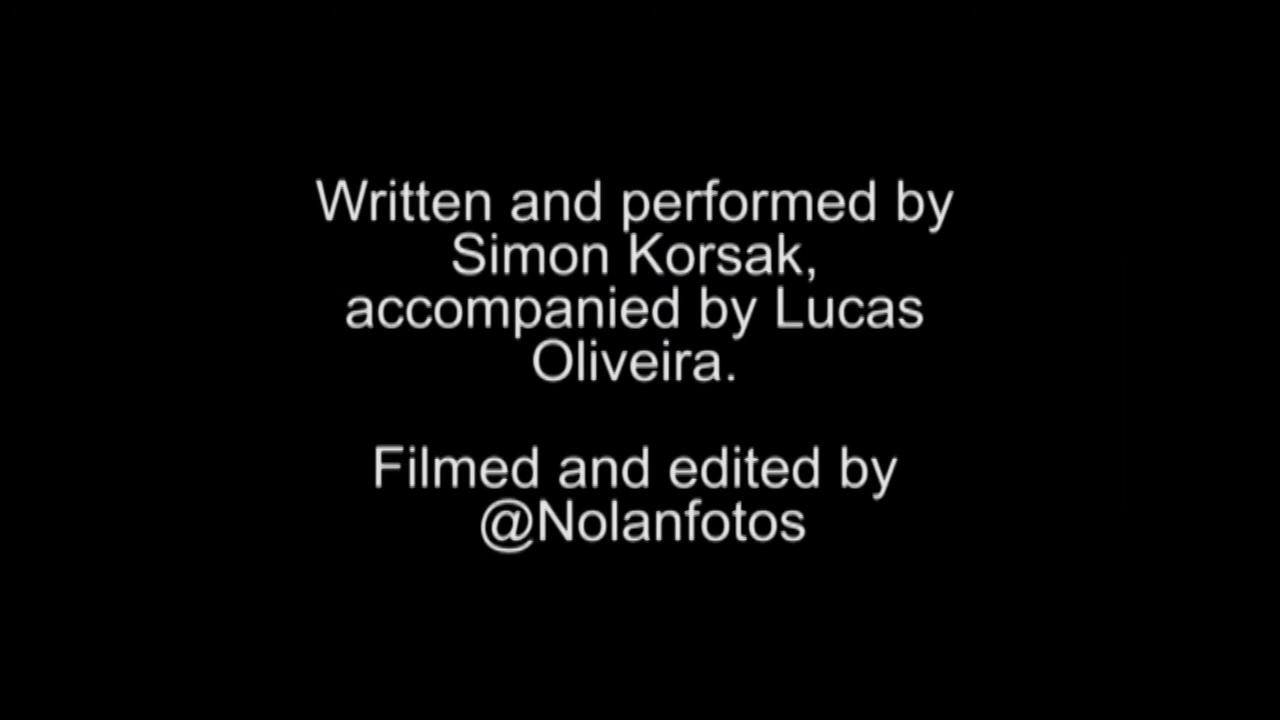 Written and performed by
Simon Korsak,
accompanied by Lucas
Oliveira.
Filmed and edited by
@Nolanfotos